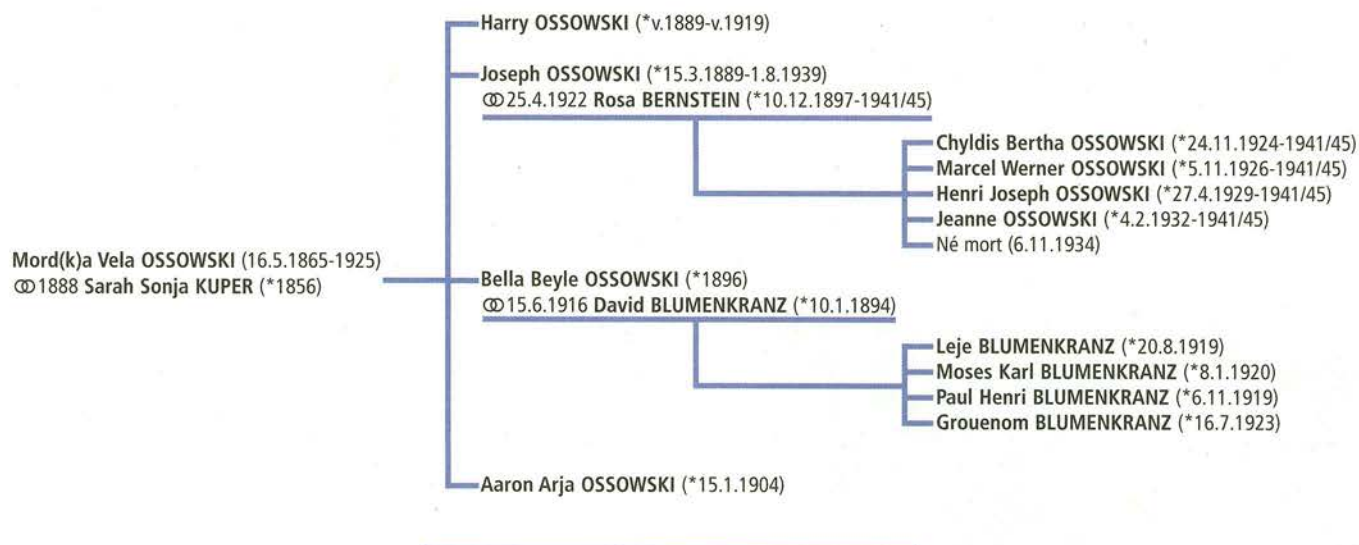 Harry OSSOWSKI (*v.1889-v.1919)
Joseph OSSOWSKI (*15.3.1889-1.8.1939)
⚭25.4.1922 Rosa BERNSTEIN (*10.12.1897-1941/45)
Chyldis Bertha OSSOWSKI (*24.11.1924-1941/45)
Marcel Werner OSSOWSKI (*5.11.1926-1941/45)
Henri Joseph OSSOWSKI (*27.4.1929-1941/45)
Jeanne OSSOWSKI (*4.2.1932-1941/45)
Né mort (6.11.1934)
Mord(k)a Vela OSSOWSKI (16.5.1865-1925)
⚭1888 Sarah Sonja KUPER (*1856)
Bella Beyle OSSOWSKI (*1896)
⚭15.6.1916 David BLUMENKRANZ (*10.1.1894)
Leje BLUMENKRANZ (*20.8.1919)
Moses Karl BLUMENKRANZ (*8.1.1920)
Paul Henri BLUMENKRANZ (*6.11.1919)
Grouenom BLUMENKRANZ (*16.7.1923)
Aaron Arja OSSOWSKI (*15.1.1904)